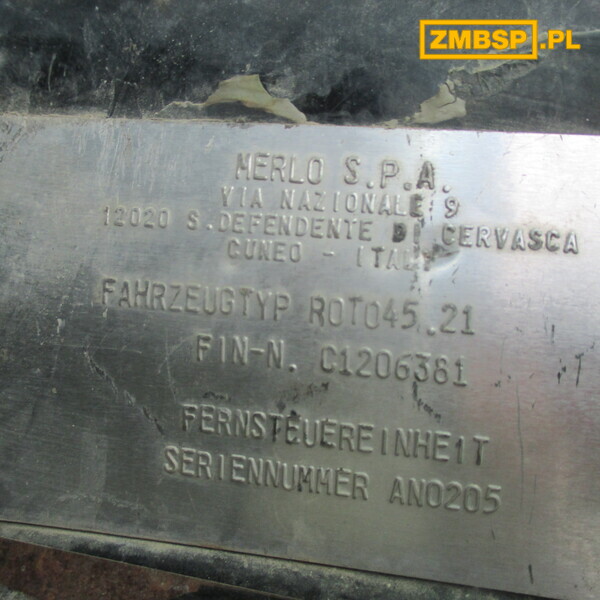 ZMBSP.PL
MERLO S.P.A.
VIA NAZIONALE 9
12020 S.DEFENDENTE DI CERVASCA
CUNEO - ITALY
FAHRZEUGTYP ROTO45.21
FIN-N. C1206381
FERNSTEUEREINHEIT
SERIENNUMMER AN0205